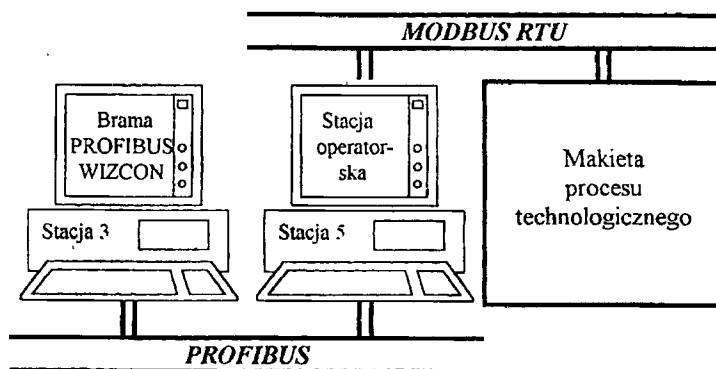 MODBUS RTU
Brama
PROFIBUS
WIZCON
Stacja 3
Stacja
operator-
ska
Stacja 5
Makieta
procesu
technologicznego
PROFIBUS